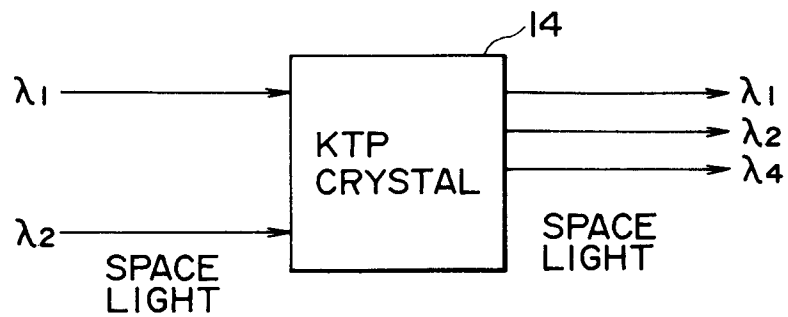 14
λ1
λ1
λ2
KTP
CRYSTAL
λ4
λ2
SPACE
LIGHT
SPACE
LIGHT